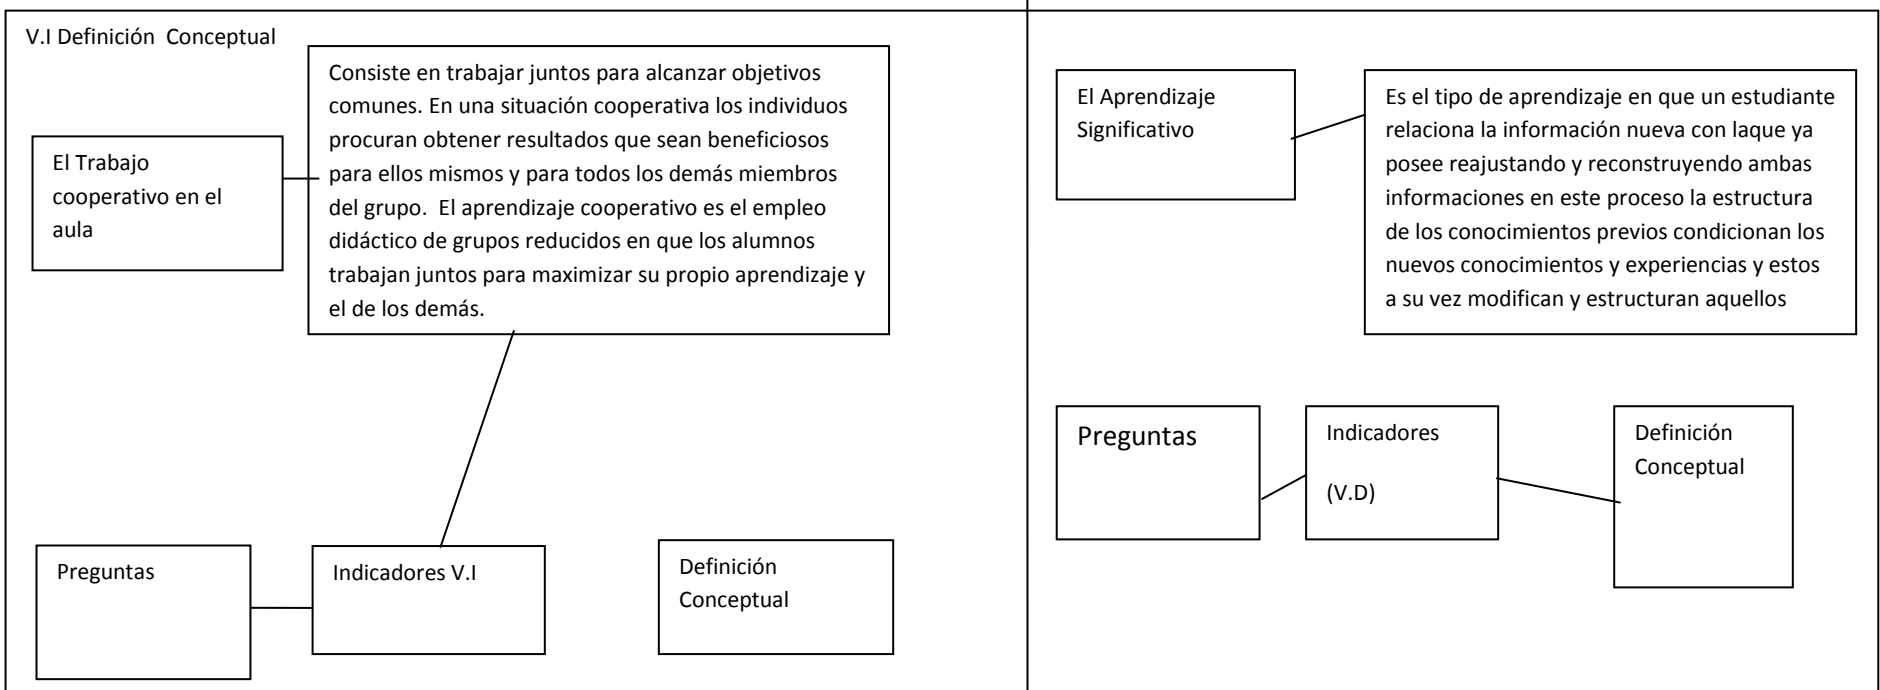 V.I Definición  Conceptual
El Trabajo
cooperativo en el
aula
Consiste en trabajar juntos para alcanzar objetivos
comunes. En una situación cooperativa los individuos
procuran obtener resultados que sean beneficiosos
para ellos mismos y para todos los demás miembros
del grupo.  El aprendizaje cooperativo es el empleo
didáctico de grupos reducidos en que los alumnos
trabajan juntos para maximizar su propio aprendizaje y
el de los demás.
Preguntas
Indicadores V.I
Definición
Conceptual
El Aprendizaje
Significativo
Es el tipo de aprendizaje en que un estudiante
relaciona la información nueva con laque ya
posee reajustando y reconstruyendo ambas
informaciones en este proceso la estructura
de los conocimientos previos condicionan los
nuevos conocimientos y experiencias y estos
a su vez modifican y estructuran aquellos
Preguntas
Indicadores
(V.D)
Definición
Conceptual